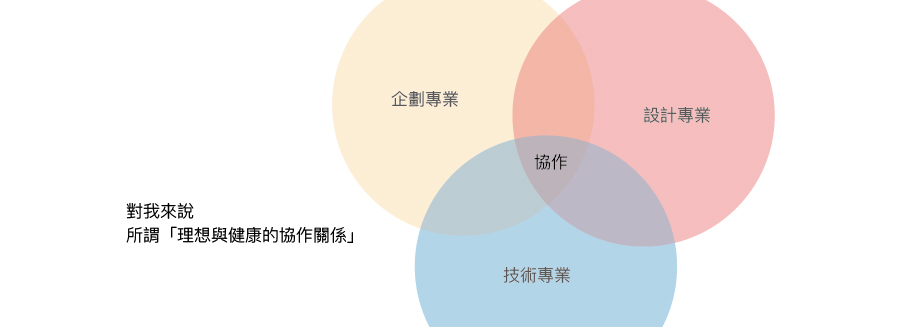 企劃專業
設計專業
協作
對我來說
所謂「理想與健康的協作關係」
技術專業